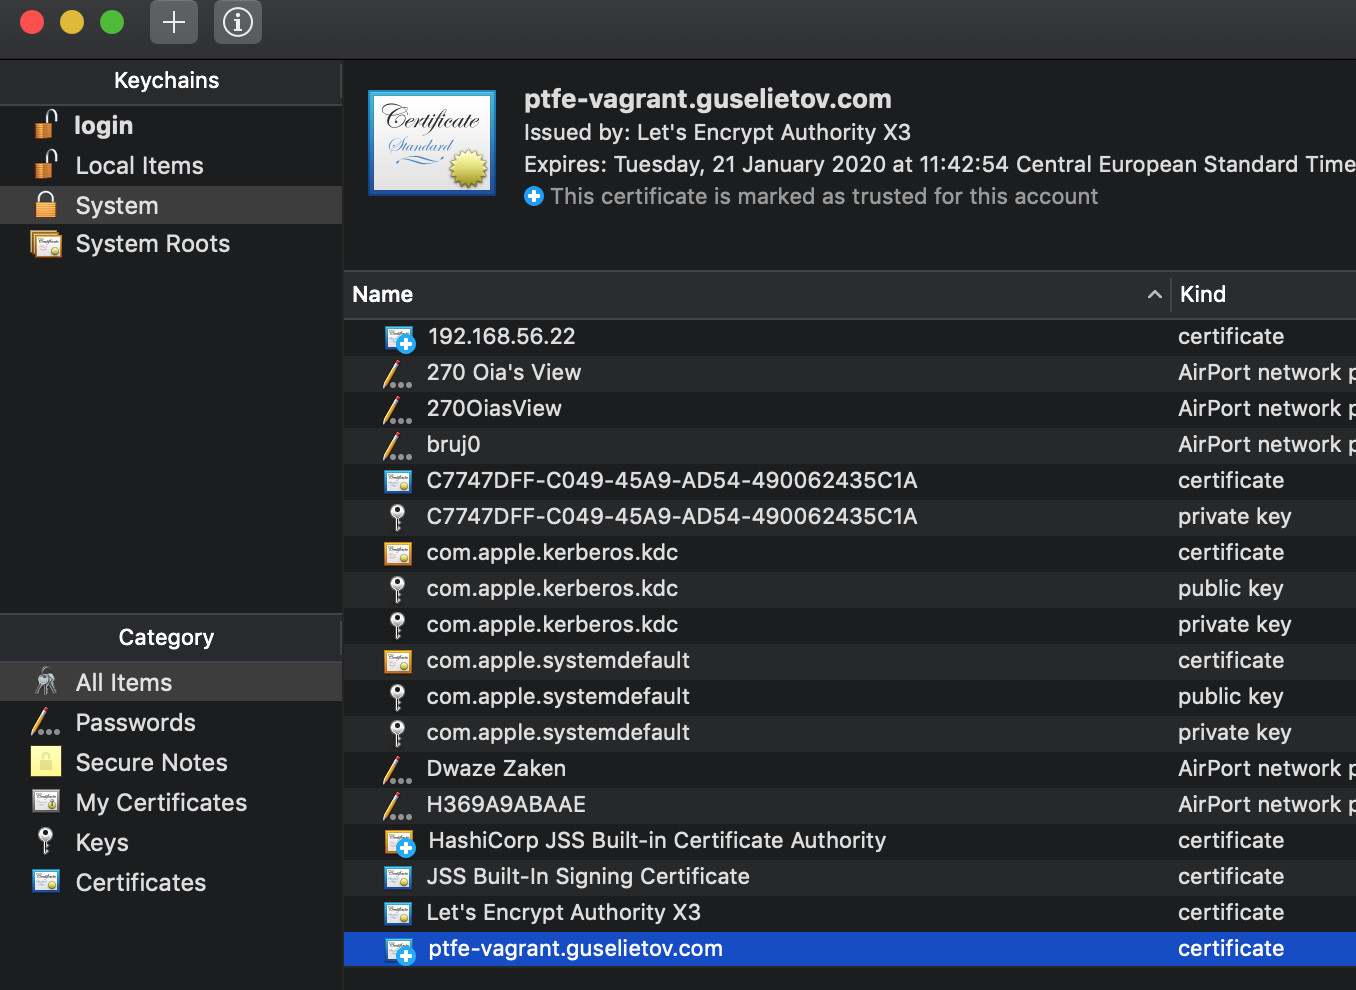 Keychains
login
Local Items
System
System Roots
Certificate
Standard
ptfe-vagrant.guselietov.com
Issued by: Let's Encrypt Authority X3
Expires: Tuesday, 21 January 2020 at 11:42:54 Central European Standard Time
This certificate is marked as trusted for this account
Name Kind
192.168.56.22 certificate
270 Oia's View AirPort network p
270OiasView AirPort network p
bruj0 AirPort network p
C7747DFF-C049-45A9-AD54-490062435C1A certificate
C7747DFF-C049-45A9-AD54-490062435C1A private key
com.apple.kerberos.kdc certificate
com.apple.kerberos.kdc public key
com.apple.kerberos.kdc private key
com.apple.systemdefault certificate
com.apple.systemdefault public key
com.apple.systemdefault private key
Dwaze Zaken AirPort network p
H369A9ABAAE AirPort network p
HashiCorp JSS Built-in Certificate Authority certificate
JSS Built-In Signing Certificate certificate
Let's Encrypt Authority X3 certificate
ptfe-vagrant.guselietov.com certificate
Category
All Items
Passwords
Secure Notes
My Certificates
Keys
Certificates